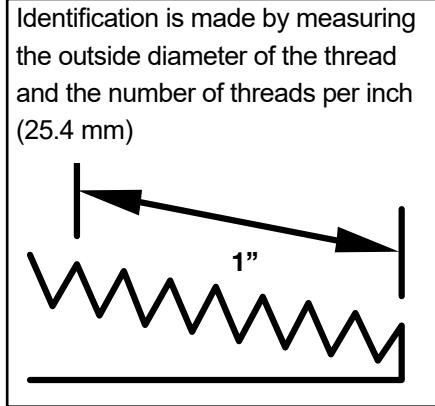 Identification is made by measuring
the outside diameter of the thread
and the number of threads per inch
(25.4 mm)
1”